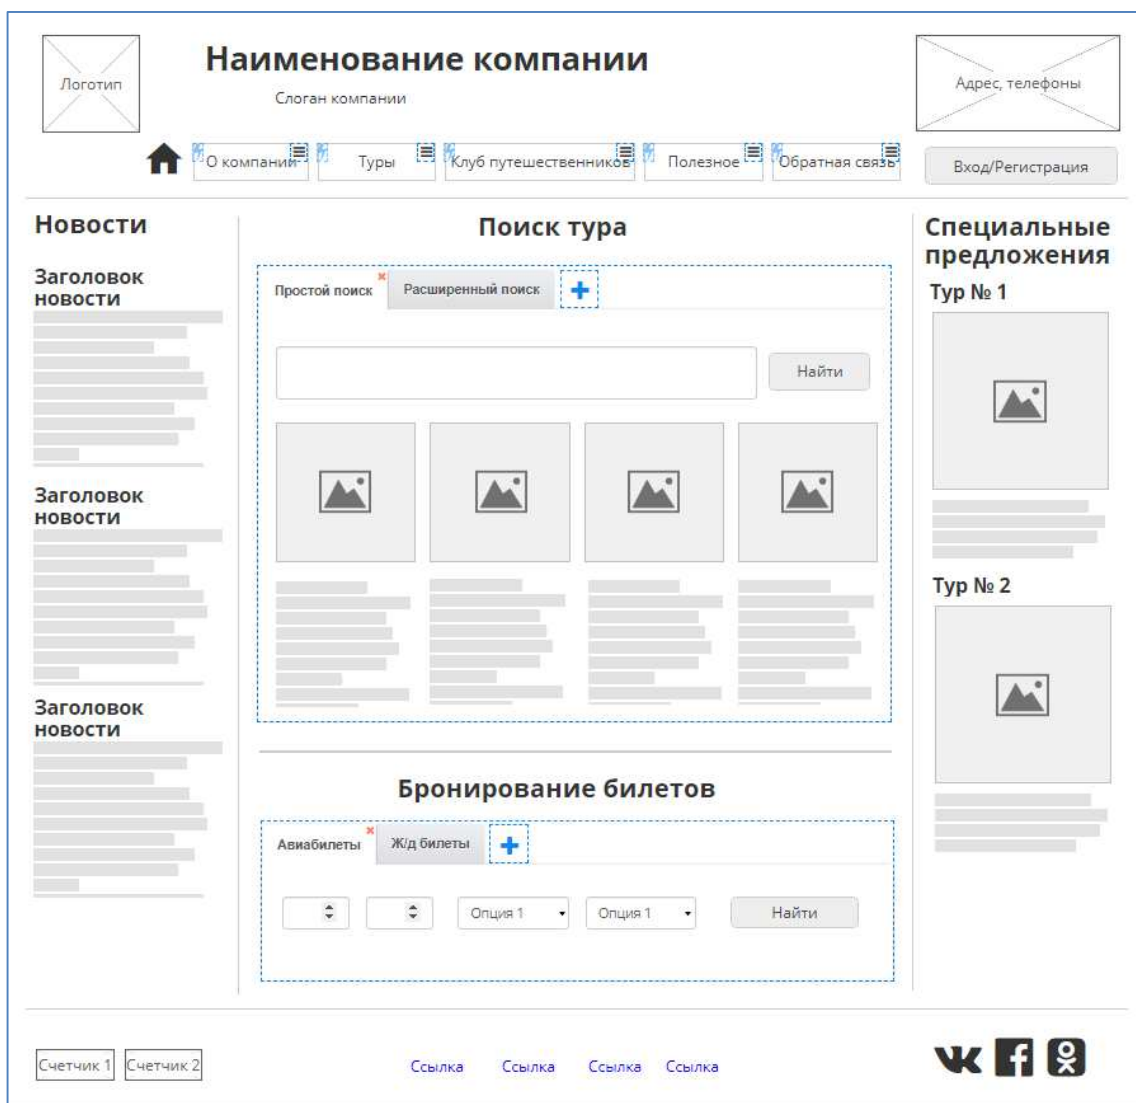 Логотип
Наименование компании
Слоган компании
Адрес, телефоны
О компании
Туры
Клуб путешественников
Полезное
Обратная связь
Вход/Регистрация
Новости
Заголовок
новости
Заголовок
новости
Заголовок
новости
Поиск тура
Простой поиск
Расширенный поиск
Найти
Бронирование билетов
Авиабилеты
Ж/д билеты
Опция 1
Опция 1
Найти
Специальные
предложения
Тур № 1
Тур № 2
Счетчик 1
Счетчик 2
Ссылка
Ссылка
Ссылка
Ссылка